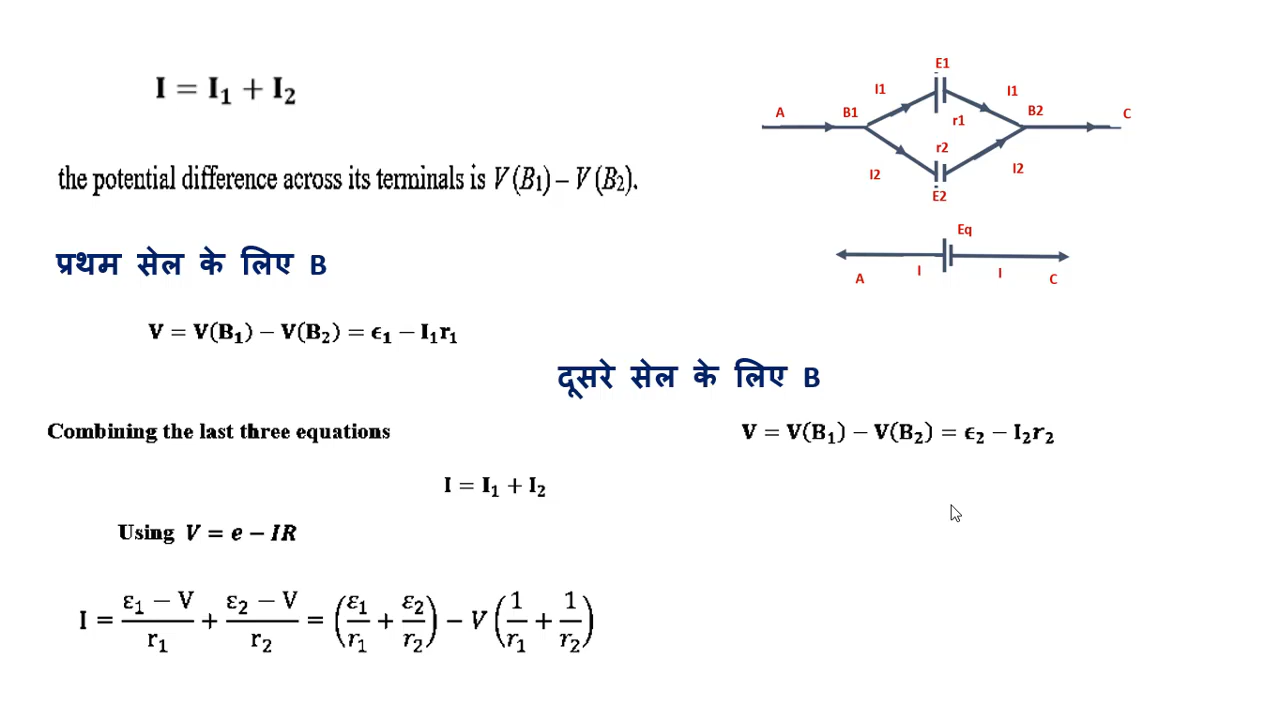 I = I₁ + I₂
the potential difference across its terminals is V (B₁) – V (B₂).
प्रथम सेल के लिए B
V = V(B₁) − V(B₂) = ϵ₁ − I₁r₁
दूसरे सेल के लिए B
Combining the last three equations
V = V(B₁) − V(B₂) = ϵ₂ − I₂r₂
I = I₁ + I₂
Using V = e − IR
I = (ε₁ − V)/r₁ + (ε₂ − V)/r₂ = (ε₁/r₁ + ε₂/r₂) − V (1/r₁ + 1/r₂)
E1
I1 I1
A B1 r1 B2 C
r2
I2 I2
E2
Eq
A I I C